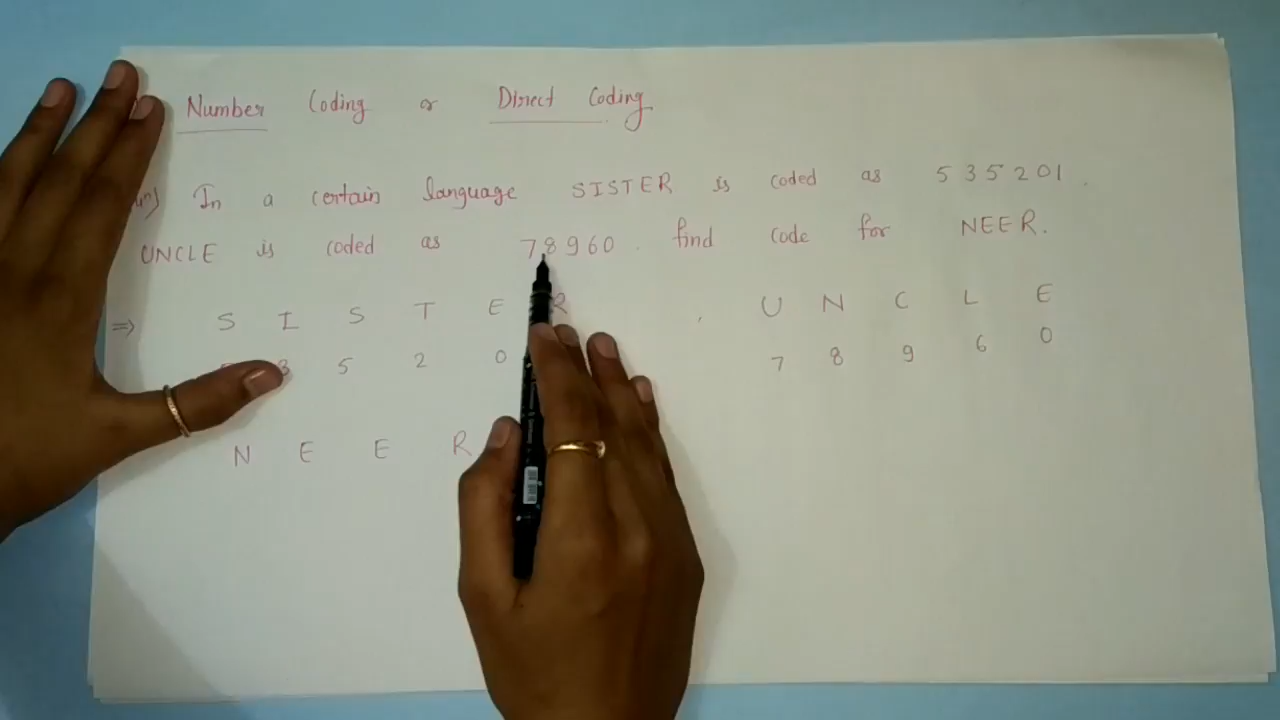 Number Coding or Direct Coding
In a certain language SISTER is coded as 535201.
UNCLE is coded as 78960. find code for NEER.
⇒ S I S T E R , U N C L E
3 5 2 0 7 8 9 6 0
N E E R